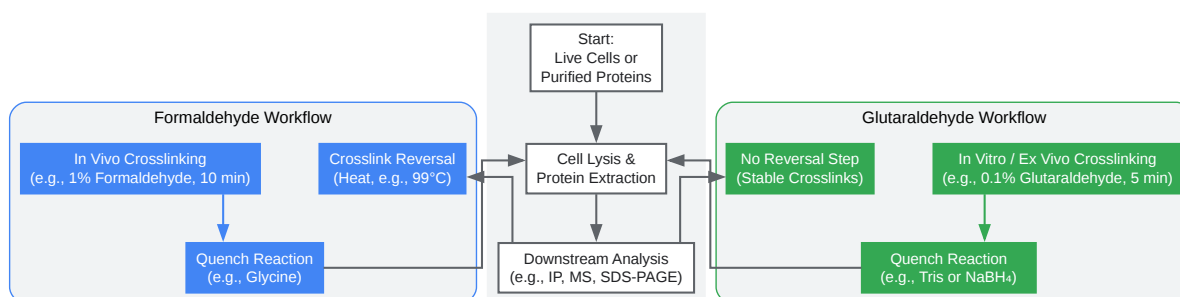 Start:
Live Cells or
Purified Proteins
Formaldehyde Workflow
Glutaraldehyde Workflow
In Vivo Crosslinking
(e.g., 1% Formaldehyde, 10 min)
Crosslink Reversal
(Heat, e.g., 99°C)
Cell Lysis &
Protein Extraction
No Reversal Step
(Stable Crosslinks)
In Vitro / Ex Vivo Crosslinking
(e.g., 0.1% Glutaraldehyde, 5 min)
Quench Reaction
(e.g., Glycine)
Downstream Analysis
(e.g., IP, MS, SDS-PAGE)
Quench Reaction
(e.g., Tris or NaBH₄)